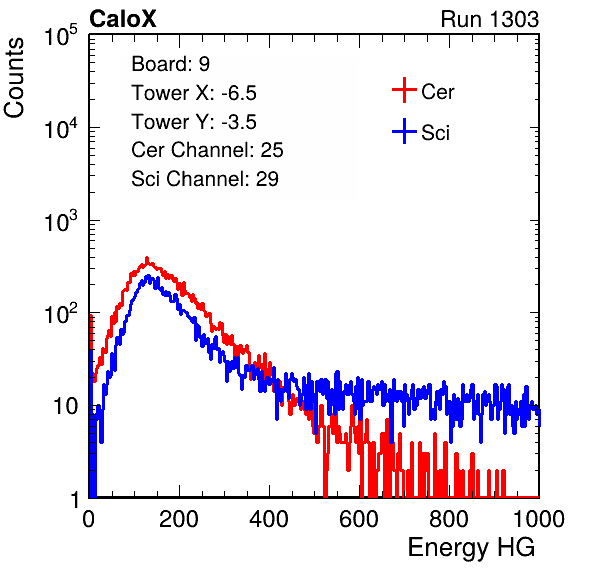 CaloX Run 1303
Counts
10^5
10^4
10^3
10^2
10
1
Board: 9
Tower X: -6.5
Tower Y: -3.5
Cer Channel: 25
Sci Channel: 29
Cer
Sci
0 200 400 600 800 1000
Energy HG